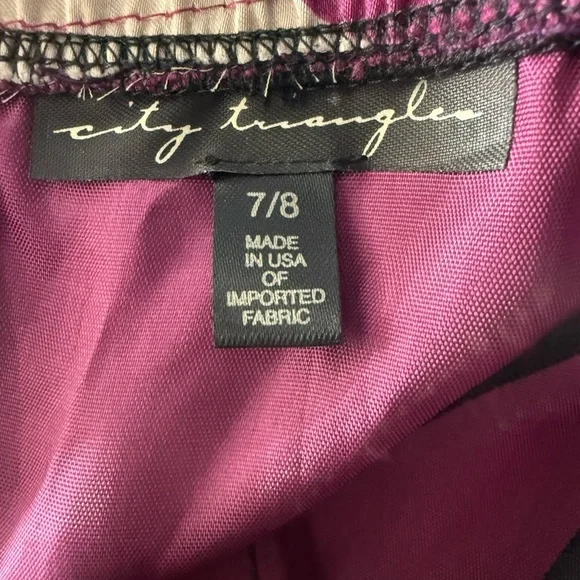 city triangles
7/8
MADE
IN USA
OF
IMPORTED
FABRIC